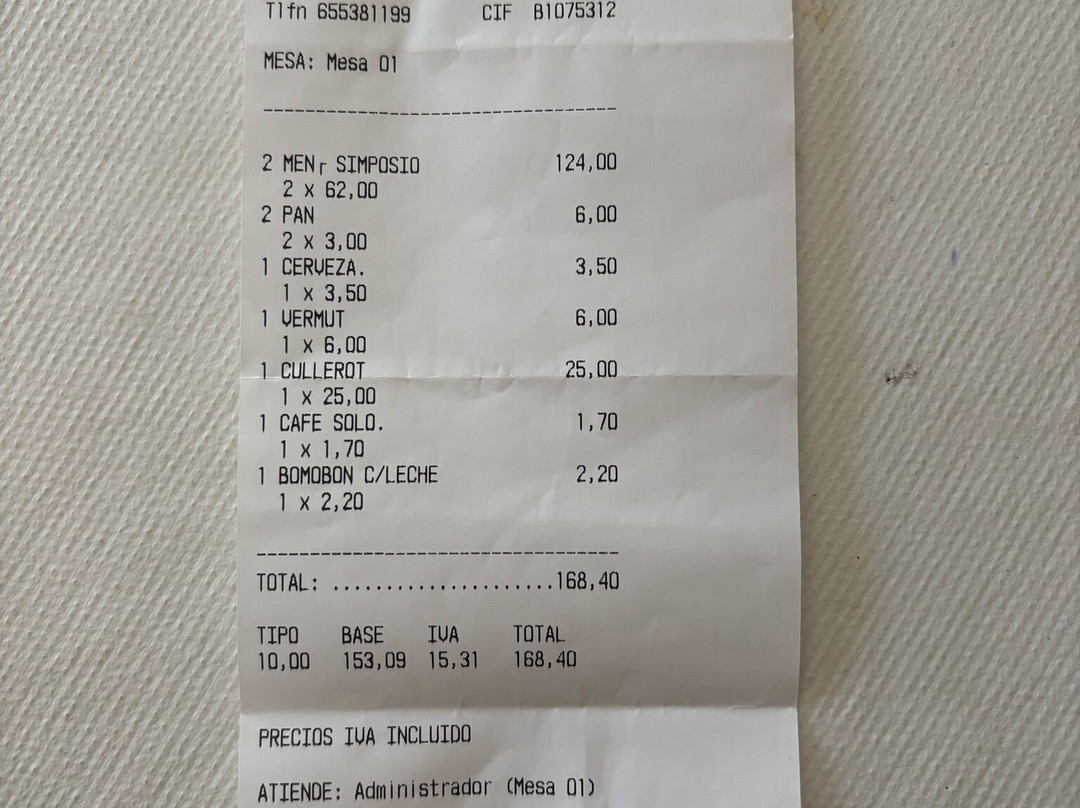 Tlfn 655381199 CIF B1075312
MESA: Mesa 01
----------------------------------
2 MENr SIMPOSIO 124,00
2 x 62,00
2 PAN 6,00
2 x 3,00
1 CERVEZA. 3,50
1 x 3,50
1 VERMUT 6,00
1 x 6,00
1 CULLEROT 25,00
1 x 25,00
1 CAFE SOLO. 1,70
1 x 1,70
1 BOMOBON C/LECHE 2,20
1 x 2,20
----------------------------------
TOTAL: .....................168,40
TIPO BASE IVA TOTAL
10,00 153,09 15,31 168,40
PRECIOS IVA INCLUIDO
ATIENDE: Administrador (Mesa 01)